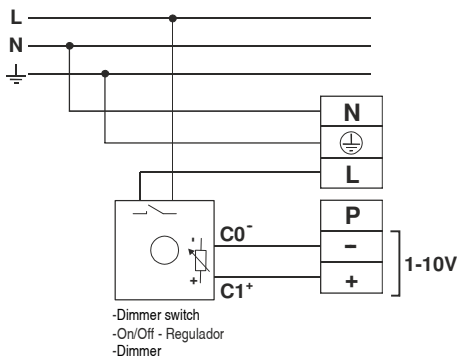 L
N
N
L
P
C0-
-
-
1-10V
+
+
C1+
-Dimmer switch
-On/Off - Regulador
-Dimmer